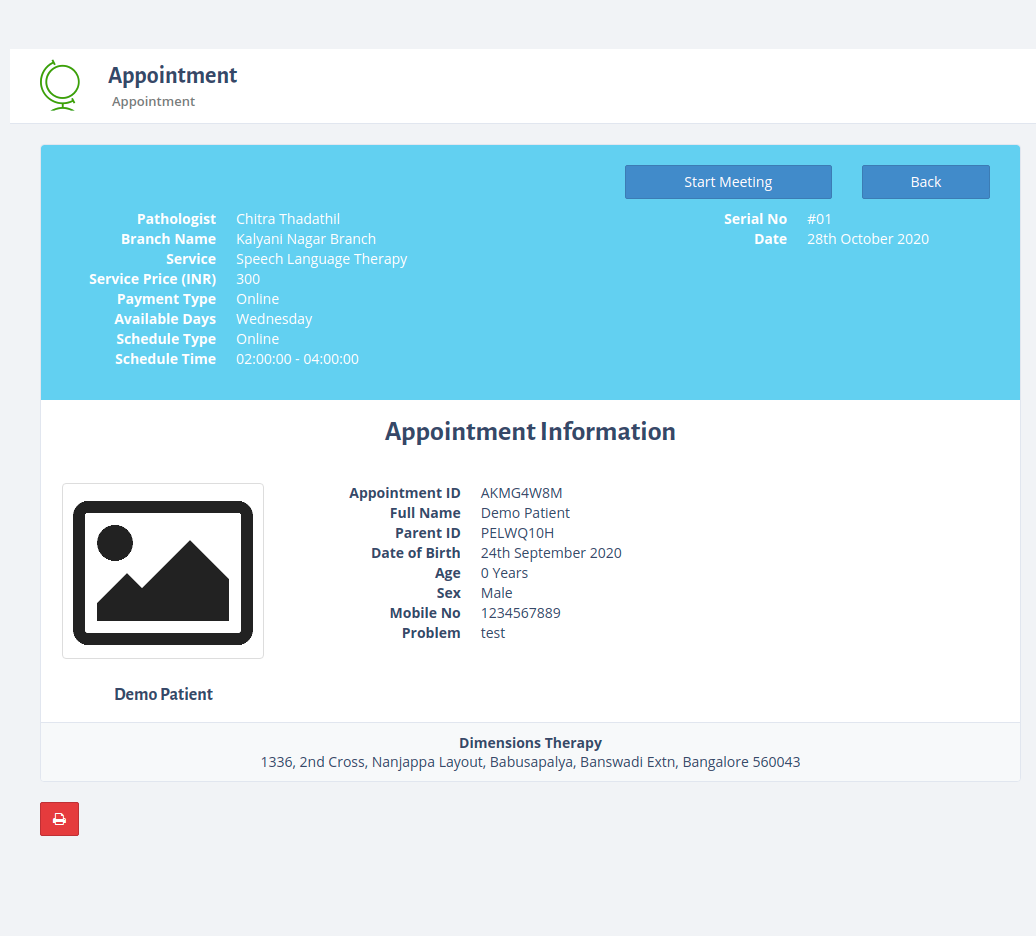 Appointment
Appointment
Start Meeting
Back
Pathologist Chitra Thadathil
Serial No #01
Branch Name Kalyani Nagar Branch
Date 28th October 2020
Service Speech Language Therapy
Service Price (INR) 300
Payment Type Online
Available Days Wednesday
Schedule Type Online
Schedule Time 02:00:00 - 04:00:00
Appointment Information
Appointment ID AKMG4W8M
Full Name Demo Patient
Parent ID PELWQ10H
Date of Birth 24th September 2020
Age 0 Years
Sex Male
Mobile No 1234567889
Problem test
Demo Patient
Dimensions Therapy
1336, 2nd Cross, Nanjappa Layout, Babusapalya, Banswadi Extn, Bangalore 560043